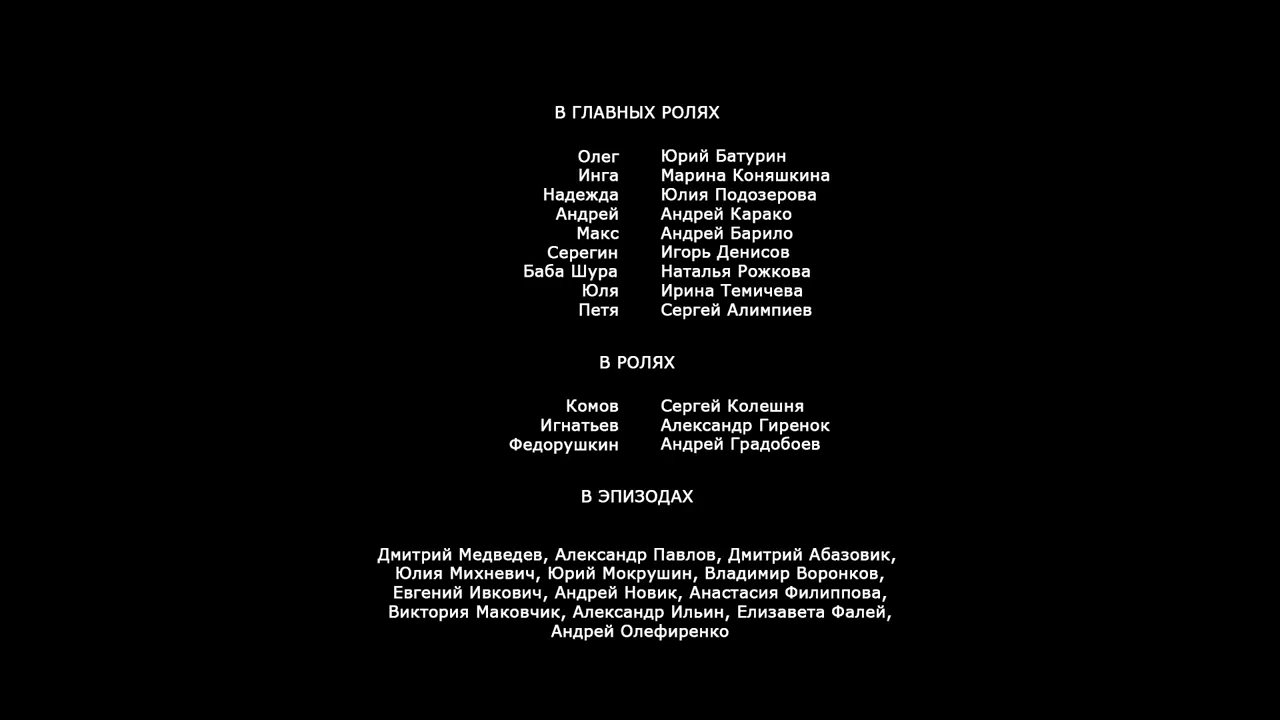 В ГЛАВНЫХ РОЛЯХ
Олег Юрий Батурин
Инга Марина Коняшкина
Надежда Юлия Подозерова
Андрей Андрей Карако
Макс Андрей Барило
Серегин Игорь Денисов
Баба Шура Наталья Рожкова
Юля Ирина Темичева
Петя Сергей Алимпиев
В РОЛЯХ
Комов Сергей Колешня
Игнатьев Александр Гиренок
Федорушкин Андрей Градобоев
В ЭПИЗОДАХ
Дмитрий Медведев, Александр Павлов, Дмитрий Абазовик,
Юлия Михневич, Юрий Мокрушин, Владимир Воронков,
Евгений Ивкович, Андрей Новик, Анастасия Филиппова,
Виктория Маковчик, Александр Ильин, Елизавета Фалей,
Андрей Олефиренко